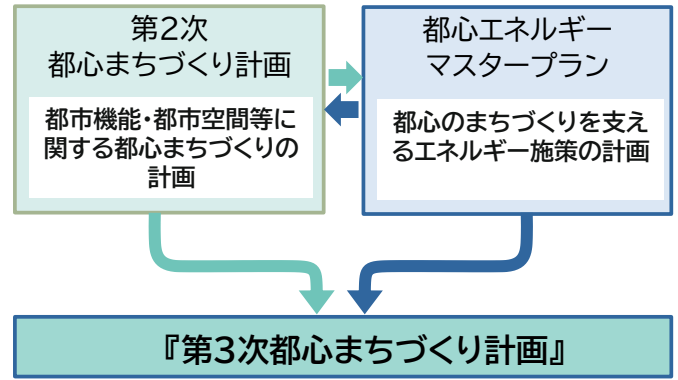 第2次
都心まちづくり計画
都市機能・都市空間等に
関する都心まちづくりの
計画
都心エネルギー
マスタープラン
都心のまちづくりを支え
るエネルギー施策の計画
『第3次都心まちづくり計画』